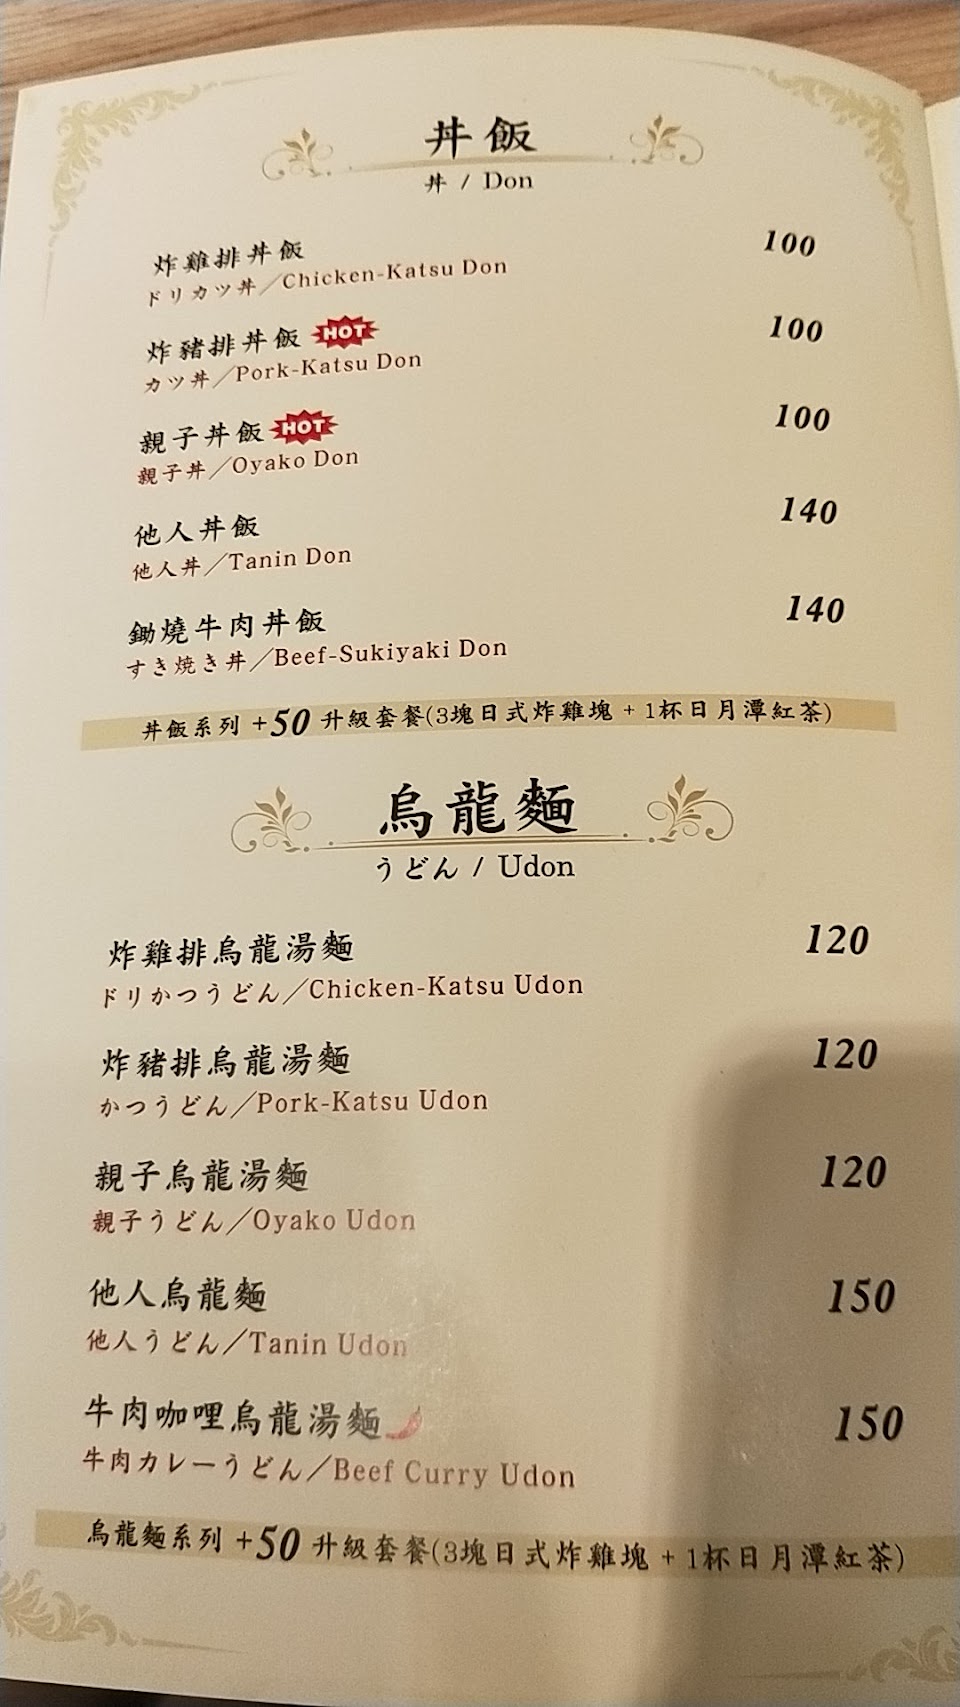 丼飯
丼 / Don
炸雞排丼飯 100
ドリカツ丼／Chicken-Katsu Don
炸豬排丼飯 HOT 100
カツ丼／Pork-Katsu Don
親子丼飯 HOT 100
親子丼／Oyako Don
他人丼飯 140
他人丼／Tanin Don
鋤燒牛肉丼飯 140
すき焼き丼／Beef-Sukiyaki Don
丼飯系列 +50 升級套餐(3塊日式炸雞塊 + 1杯日月潭紅茶)
烏龍麵
うどん / Udon
炸雞排烏龍湯麵 120
ドリかつうどん／Chicken-Katsu Udon
炸豬排烏龍湯麵 120
かつうどん／Pork-Katsu Udon
親子烏龍湯麵 120
親子うどん／Oyako Udon
他人烏龍麵 150
他人うどん／Tanin Udon
牛肉咖哩烏龍湯麵 150
牛肉カレーうどん／Beef Curry Udon
烏龍麵系列 +50 升級套餐(3塊日式炸雞塊 + 1杯日月潭紅茶)